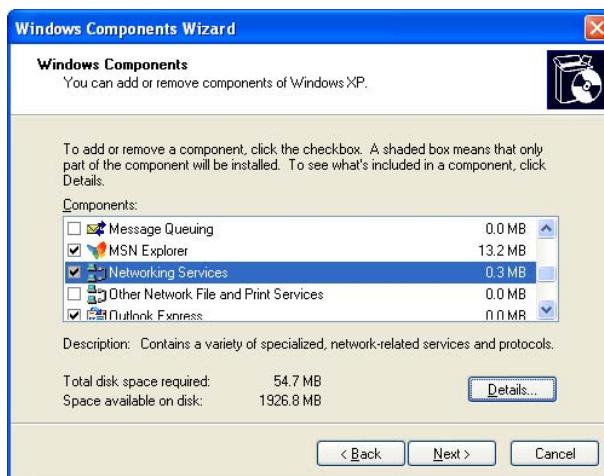 Windows Components Wizard
Windows Components
You can add or remove components of Windows XP.
To add or remove a component, click the checkbox. A shaded box means that only
part of the component will be installed. To see what's included in a component, click
Details.
Components:
Message Queuing 0.0 MB
MSN Explorer 13.2 MB
Networking Services 0.3 MB
Other Network File and Print Services 0.0 MB
Outlook Express 0.0 MB
Description: Contains a variety of specialized, network-related services and protocols.
Total disk space required: 54.7 MB
Space available on disk: 1926.8 MB
Details...
< Back Next > Cancel